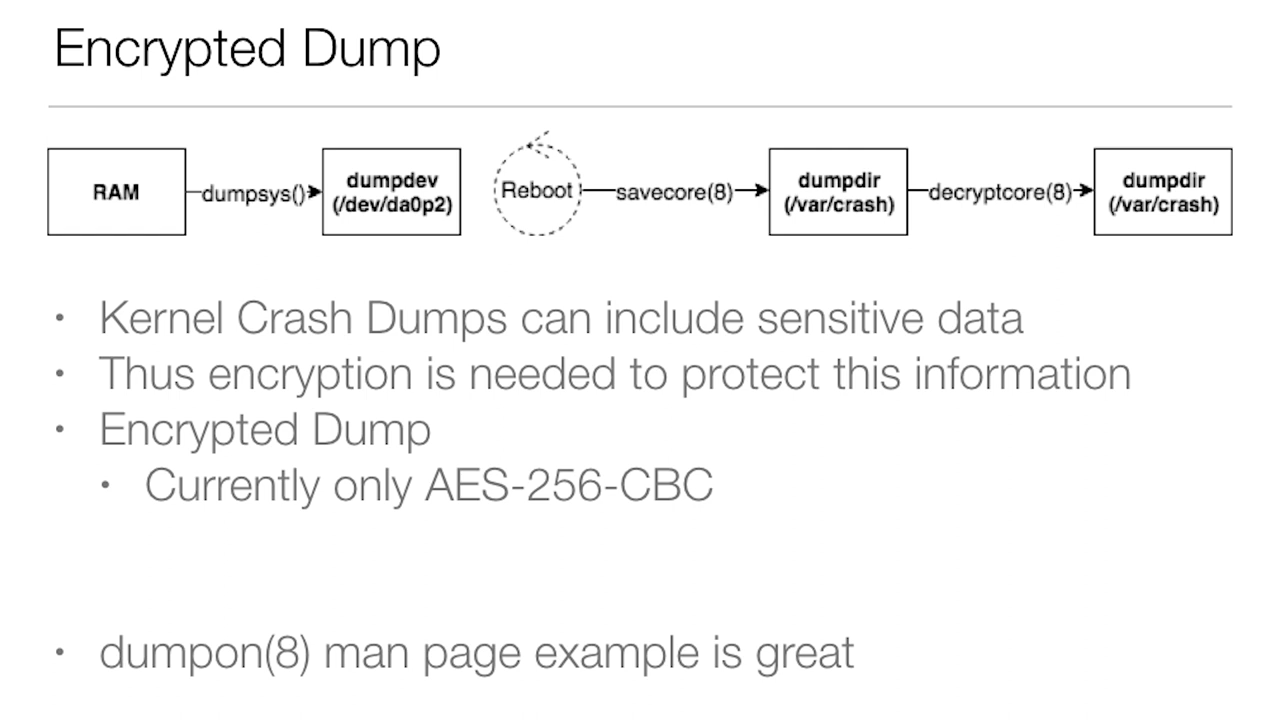 Encrypted Dump
RAM
dumpsys()
dumpdev
(/dev/da0p2)
Reboot
savecore(8)
dumpdir
(/var/crash)
decryptcore(8)
dumpdir
(/var/crash)
• Kernel Crash Dumps can include sensitive data
• Thus encryption is needed to protect this information
• Encrypted Dump
• Currently only AES-256-CBC
• dumpon(8) man page example is great